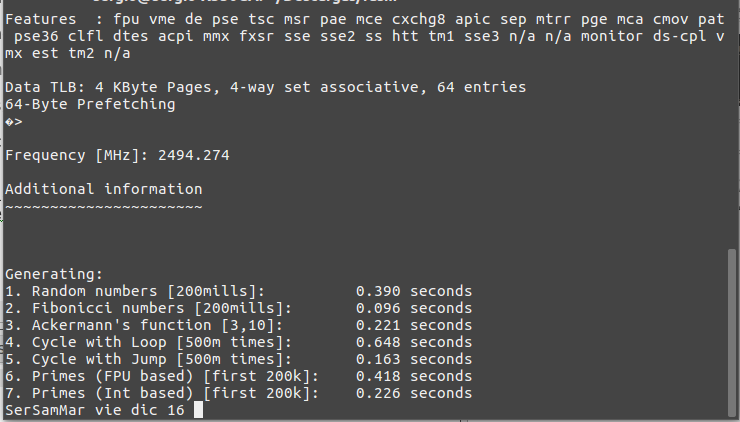 Features  : fpu vme de pse tsc msr pae mce cxchg8 apic sep mtrr pge mca cmov pat
 pse36 clfl dtes acpi mmx fxsr sse sse2 ss htt tm1 sse3 n/a n/a monitor ds-cpl v
mx est tm2 n/a
Data TLB: 4 KByte Pages, 4-way set associative, 64 entries
64-Byte Prefetching
�>
Frequency [MHz]: 2494.274
Additional information
~~~~~~~~~~~~~~~~~~~~~~
Generating:
1. Random numbers [200mills]:          0.390 seconds
2. Fibonicci numbers [200mills]:       0.096 seconds
3. Ackermann's function [3,10]:        0.221 seconds
4. Cycle with Loop [500m times]:       0.648 seconds
5. Cycle with Jump [500m times]:       0.163 seconds
6. Primes (FPU based) [first 200k]:    0.418 seconds
7. Primes (Int based) [first 200k]:    0.226 seconds
SerSamMar vie dic 16